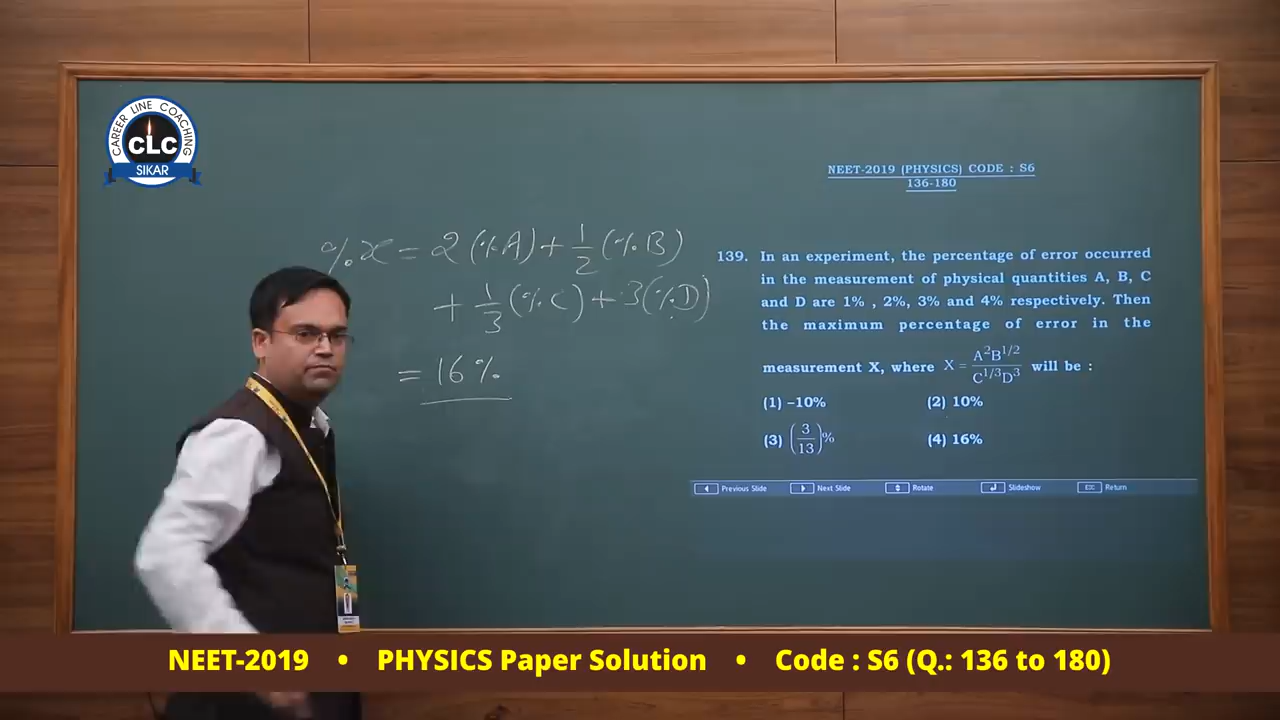 CAREER LINE COACHING
CLC
SIKAR
NEET-2019 (PHYSICS) CODE : S6
136-180
%x = 2 (%A) + 1/2 (%B)
+ 1/3 (%C) + 3(%D)
= 16%
139. In an experiment, the percentage of error occurred
in the measurement of physical quantities A, B, C
and D are 1% , 2%, 3% and 4% respectively. Then
the maximum percentage of error in the
measurement X, where X = A²B^1/2 / C^1/3D³ will be :
(1) –10% (2) 10%
(3) (3/13)% (4) 16%
Previous Slide Next Slide Rotate Slideshow ESC Return
NEET-2019 • PHYSICS Paper Solution • Code : S6 (Q.: 136 to 180)